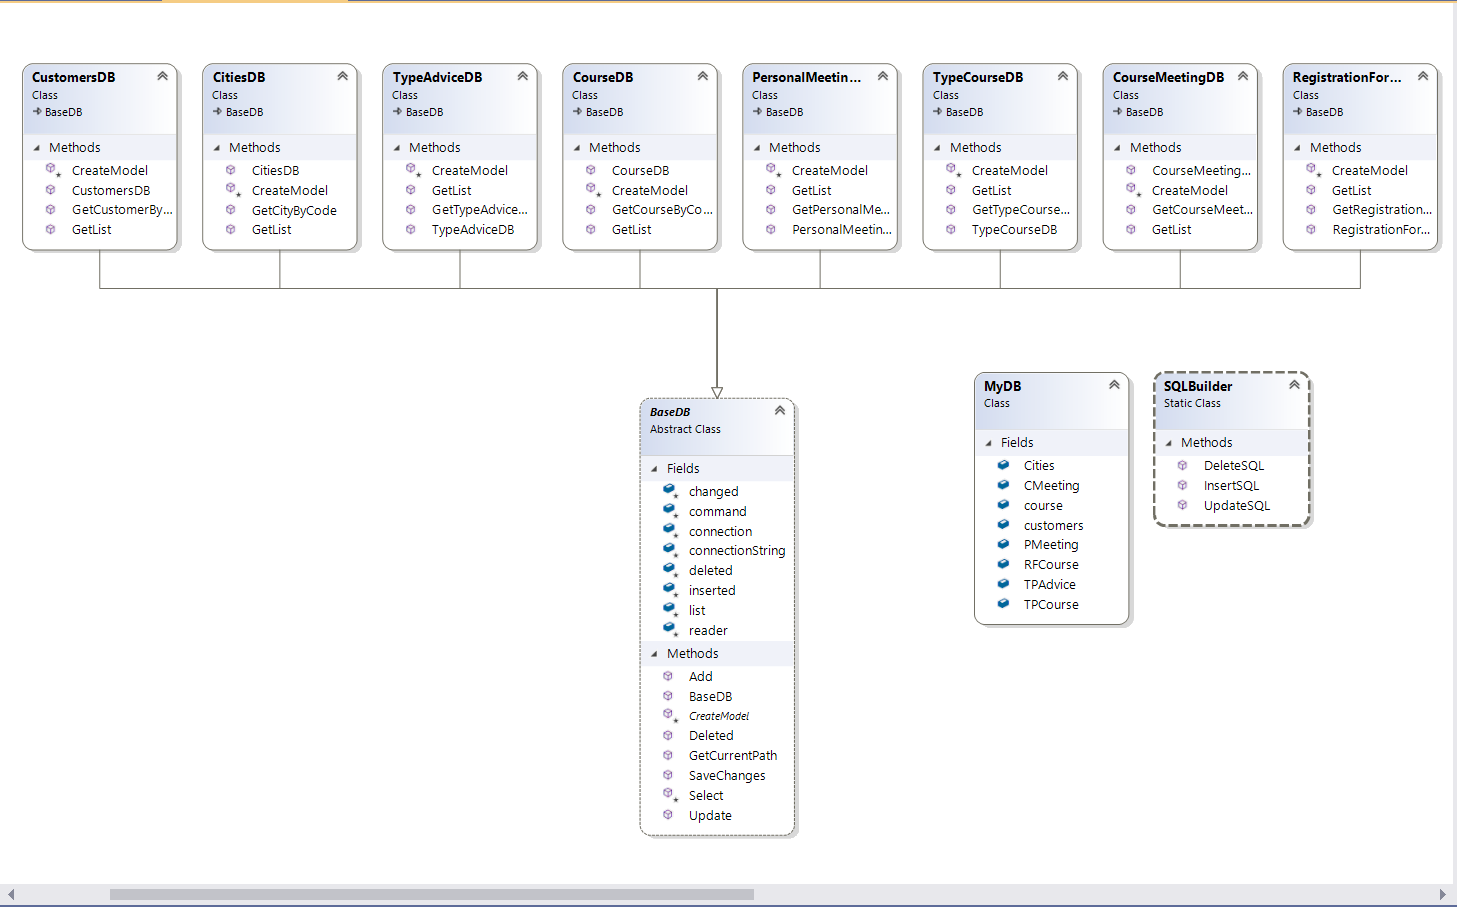 CustomersDB
Class
BaseDB
Methods
CreateModel
CustomersDB
GetCustomerBy...
GetList
CitiesDB
Class
BaseDB
Methods
CitiesDB
CreateModel
GetCityByCode
GetList
TypeAdviceDB
Class
BaseDB
Methods
CreateModel
GetList
GetTypeAdvice...
TypeAdviceDB
CourseDB
Class
BaseDB
Methods
CourseDB
CreateModel
GetCourseByCo...
GetList
PersonalMeetin...
Class
BaseDB
Methods
CreateModel
GetList
GetPersonalMe...
PersonalMeetin...
TypeCourseDB
Class
BaseDB
Methods
CreateModel
GetList
GetTypeCourse...
TypeCourseDB
CourseMeetingDB
Class
BaseDB
Methods
CourseMeeting...
CreateModel
GetCourseMeet...
GetList
RegistrationFor...
Class
BaseDB
Methods
CreateModel
GetList
GetRegistration...
RegistrationFor...
BaseDB
Abstract Class
Fields
changed
command
connection
connectionString
deleted
inserted
list
reader
Methods
Add
BaseDB
CreateModel
Deleted
GetCurrentPath
SaveChanges
Select
Update
MyDB
Class
Fields
Cities
CMeeting
course
customers
PMeeting
RFCourse
TPAdvice
TPCourse
SQLBuilder
Static Class
Methods
DeleteSQL
InsertSQL
UpdateSQL